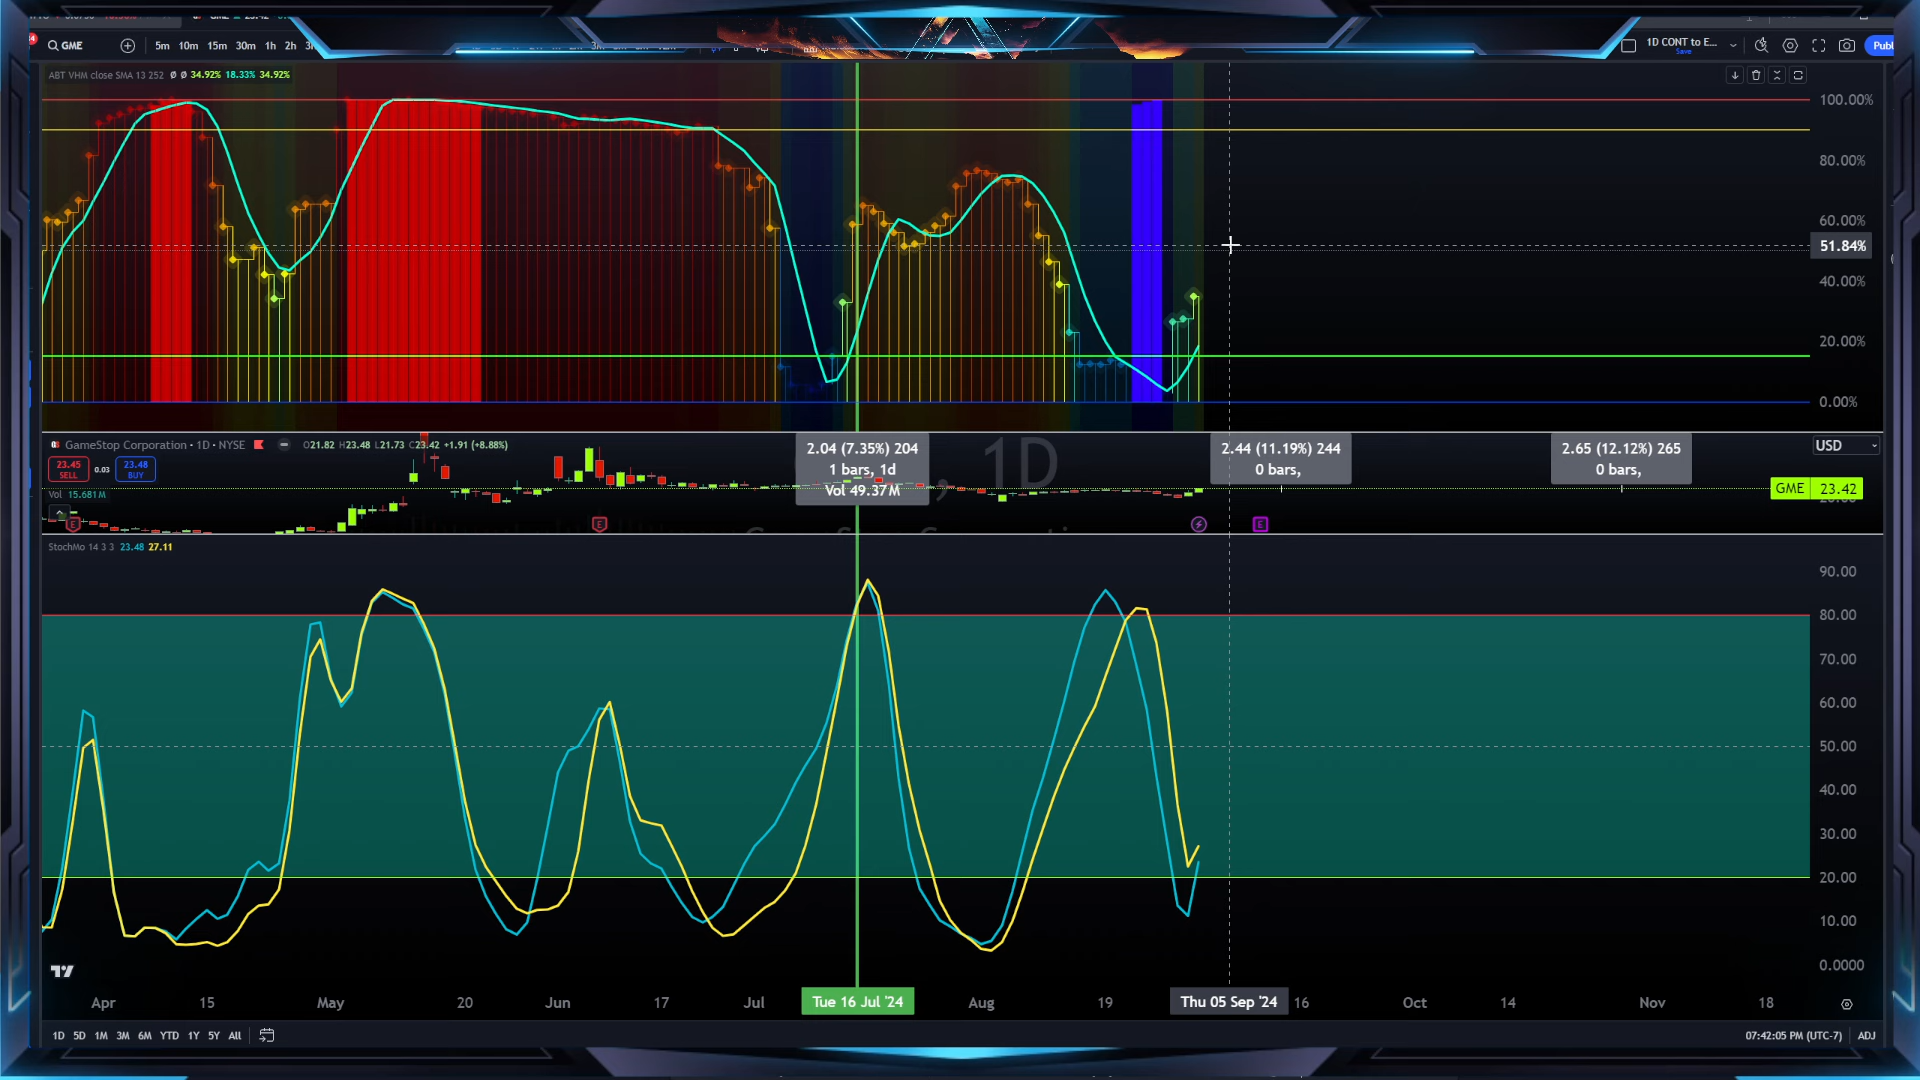 GME
5m 10m 15m 30m 1h 2h
1D CONT to E...
Save
Publ
ABT VHM close SMA 13 252 Ø Ø 34.92% 18.33% 34.92%
100.00%
80.00%
60.00%
51.84%
40.00%
20.00%
0.00%
GameStop Corporation · 1D · NYSE
O21.82 H23.48 L21.73 C23.42 +1.91 (+8.88%)
23.45
SELL
0.03
23.48
BUY
Vol 15.681M
, 1D
2.04 (7.35%) 204
1 bars, 1d
Vol 49.37M
2.44 (11.19%) 244
0 bars,
2.65 (12.12%) 265
0 bars,
USD
GME 23.42
E
E
E
StochMo 14 3 3 23.48 27.11
90.00
80.00
70.00
60.00
50.00
40.00
30.00
20.00
10.00
0.0000
Apr 15 May 20 Jun 17 Jul Tue 16 Jul '24 Aug 19 Thu 05 Sep '24 16 Oct 14 Nov 18
1D 5D 1M 3M 6M YTD 1Y 5Y All
07:42:05 PM (UTC-7) ADJ